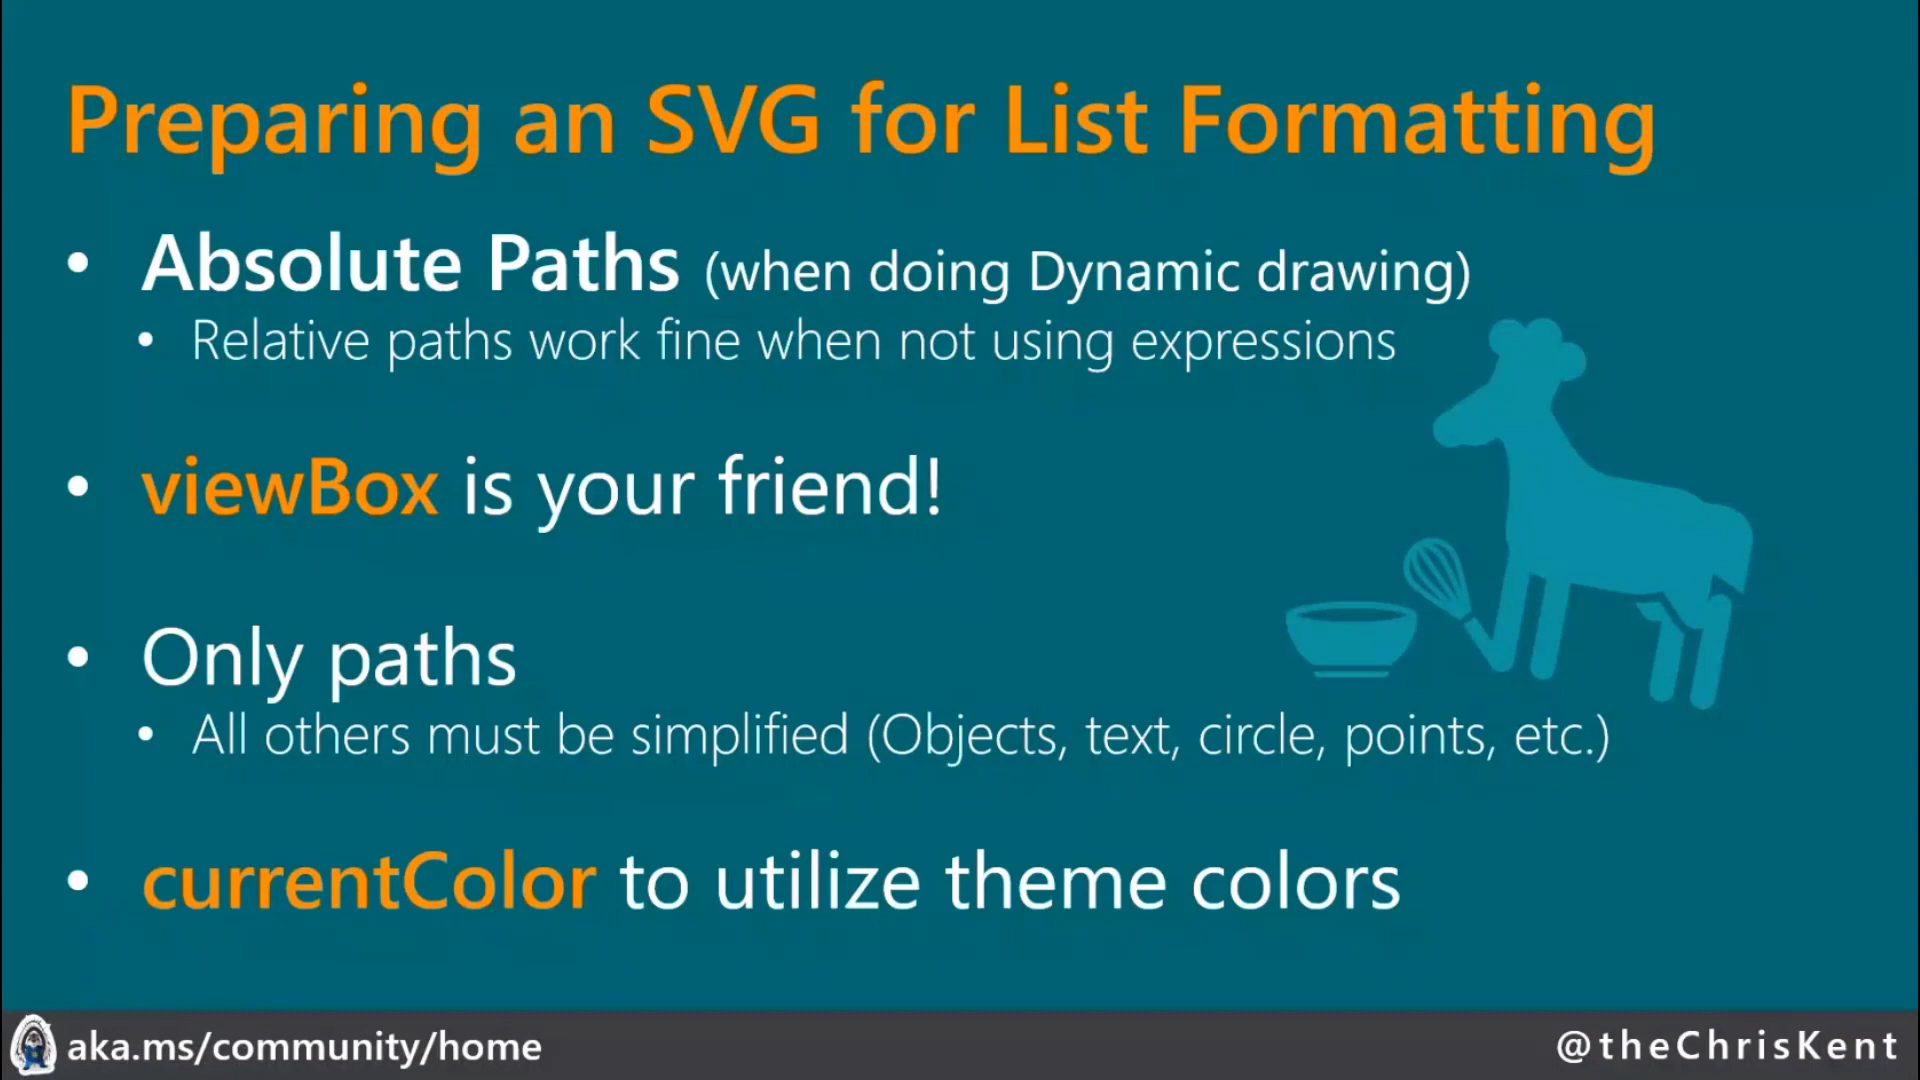 Preparing an SVG for List Formatting
• Absolute Paths (when doing Dynamic drawing)
• Relative paths work fine when not using expressions
• viewBox is your friend!
• Only paths
• All others must be simplified (Objects, text, circle, points, etc.)
• currentColor to utilize theme colors
aka.ms/community/home
@theChrisKent